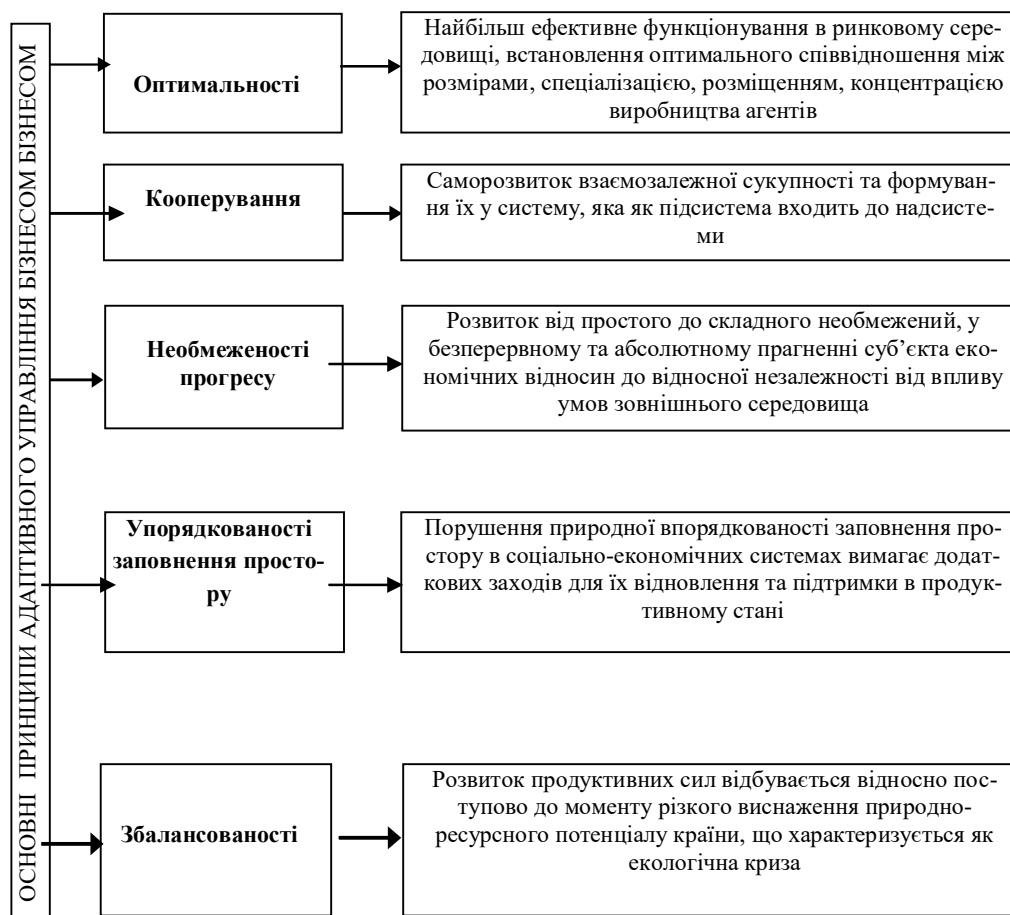 ОСНОВНІ ПРИНЦИПИ АДАПТИВНОГО УПРАВЛІННЯ БІЗНЕСОМ БІЗНЕСОМ
Оптимальності
Найбільш ефективне функціонування в ринковому сере-
довищі, встановлення оптимального співвідношення між
розмірами, спеціалізацією, розміщенням, концентрацією
виробництва агентів
Кооперування
Саморозвиток взаємозалежної сукупності та формуван-
ня їх у систему, яка як підсистема входить до надсисте-
ми
Необмеженості
прогресу
Розвиток від простого до складного необмежений, у
безперервному та абсолютному прагненні суб’єкта еко-
номічних відносин до відносної незалежності від впливу
умов зовнішнього середовища
Упорядкованості
заповнення просто-
ру
Порушення природної впорядкованості заповнення про-
стору в соціально-економічних системах вимагає додат-
кових заходів для їх відновлення та підтримки в продук-
тивному стані
Збалансованості
Розвиток продуктивних сил відбувається відносно пос-
тупово до моменту різкого виснаження природно-
ресурсного потенціалу країни, що характеризується як
екологічна криза